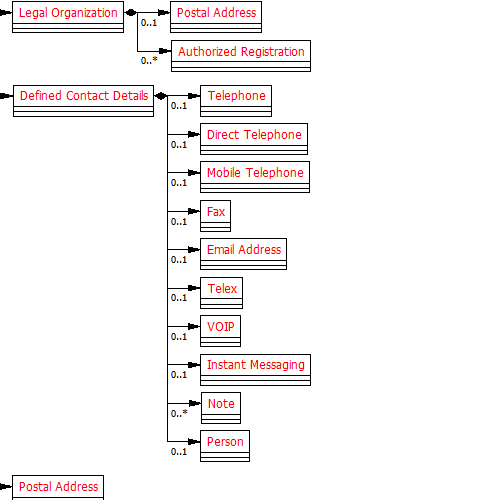 Legal Organization
Postal Address
0..1
Authorized Registration
0..*
Defined Contact Details
Telephone
0..1
Direct Telephone
0..1
Mobile Telephone
0..1
Fax
0..1
Email Address
0..1
Telex
0..1
VOIP
0..1
Instant Messaging
0..1
Note
0..*
Person
0..1
Postal Address